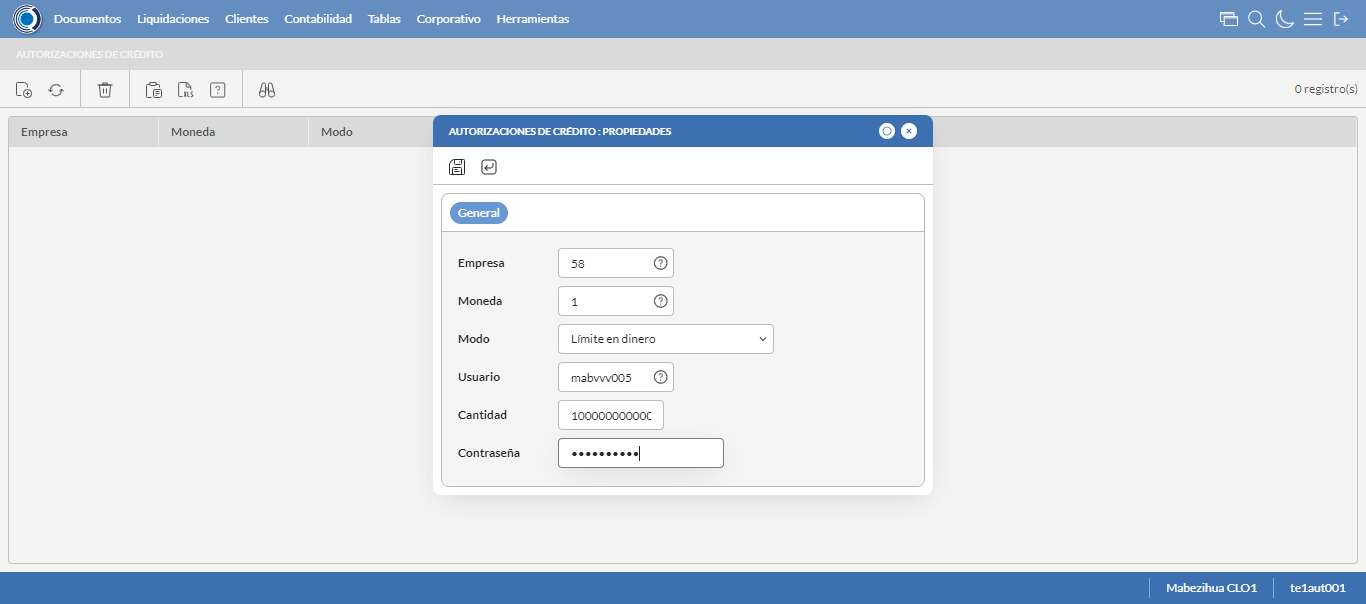 Documentos Liquidaciones Clientes Contabilidad Tablas Corporativo Herramientas
AUTORIZACIONES DE CRÉDITO
XLS ? 0 registro(s)
Empresa Moneda Modo
AUTORIZACIONES DE CRÉDITO : PROPIEDADES
General
Empresa 58 ?
Moneda 1 ?
Modo Límite en dinero
Usuario mabvvv005 ?
Cantidad
Contraseña ••••••••••
Mabezihua CLO1 te1aut001